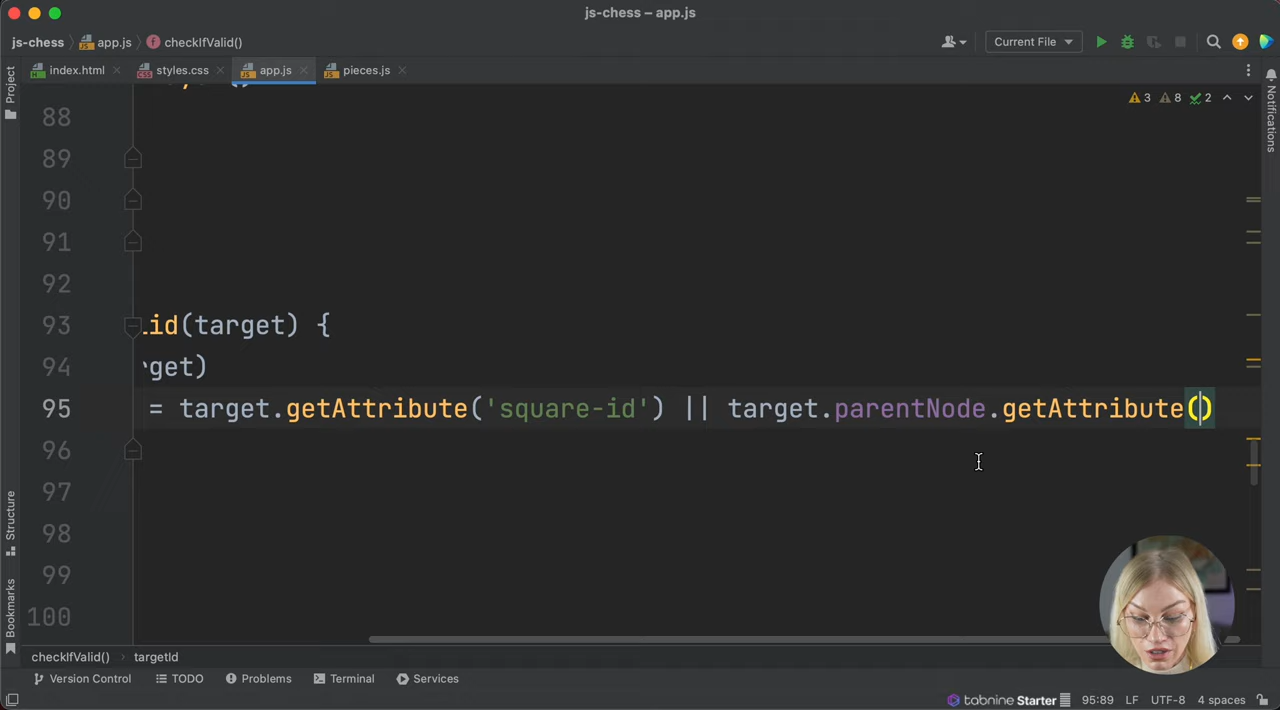 js-chess – app.js
js-chess app.js checkIfValid() Current File
index.html styles.css app.js pieces.js
3 8 2
Project
Notifications
88
89
90
91
92
93 lid(target) {
94 rget)
95 = target.getAttribute('square-id') || target.parentNode.getAttribute()
96
97
98
99
100
Structure
Bookmarks
checkIfValid() targetId
Version Control TODO Problems Terminal Services
tabnine Starter 95:89 LF UTF-8 4 spaces